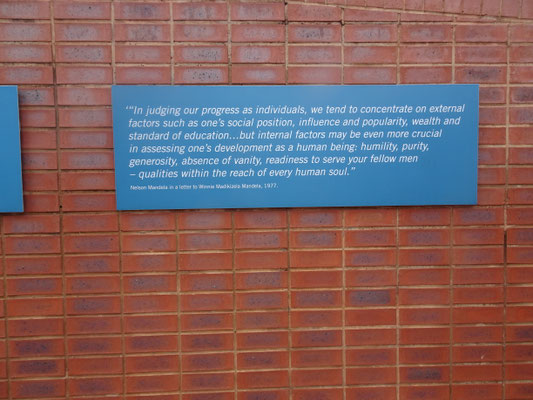 ‘“In judging our progress as individuals, we tend to concentrate on external
factors such as one’s social position, influence and popularity, wealth and
standard of education…but internal factors may be even more crucial
in assessing one’s development as a human being: humility, purity,
generosity, absence of vanity, readiness to serve your fellow men
– qualities within the reach of every human soul.”
Nelson Mandela in a letter to Winnie Madikizela Mandela, 1977.